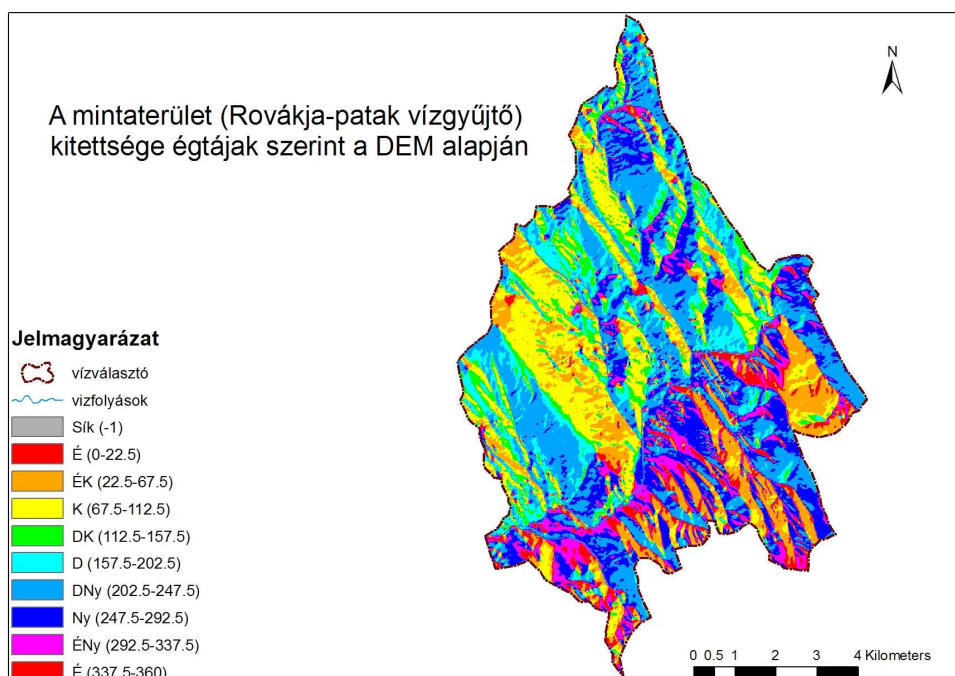 A mintaterület (Rovákja-patak vízgyűjtő)
kitettsége égtájak szerint a DEM alapján
N
Jelmagyarázat
vízválasztó
vizfolyások
Sík (-1)
É (0-22.5)
ÉK (22.5-67.5)
K (67.5-112.5)
DK (112.5-157.5)
D (157.5-202.5)
DNy (202.5-247.5)
Ny (247.5-292.5)
ÉNy (292.5-337.5)
É (337.5-360)
0 0.5 1 2 3 4 Kilometers